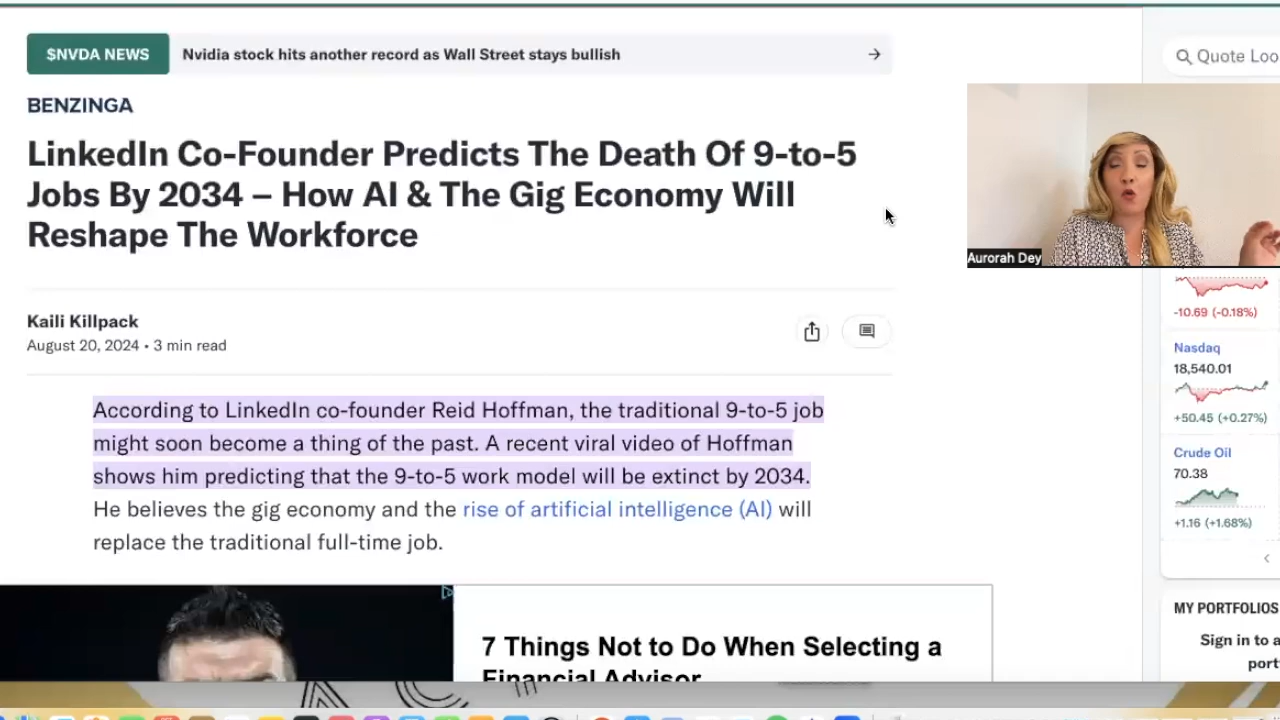 $NVDA NEWS Nvidia stock hits another record as Wall Street stays bullish
Quote Loo
BENZINGA
LinkedIn Co-Founder Predicts The Death Of 9-to-5
Jobs By 2034 – How AI & The Gig Economy Will
Reshape The Workforce
Aurorah Dey
Kaili Killpack
August 20, 2024 • 3 min read
-10.69 (-0.18%)
Nasdaq
18,540.01
+50.45 (+0.27%)
Crude Oil
70.38
+1.16 (+1.68%)
According to LinkedIn co-founder Reid Hoffman, the traditional 9-to-5 job
might soon become a thing of the past. A recent viral video of Hoffman
shows him predicting that the 9-to-5 work model will be extinct by 2034.
He believes the gig economy and the rise of artificial intelligence (AI) will
replace the traditional full-time job.
7 Things Not to Do When Selecting a
Financial Advisor
MY PORTFOLIOS
Sign in to a
port